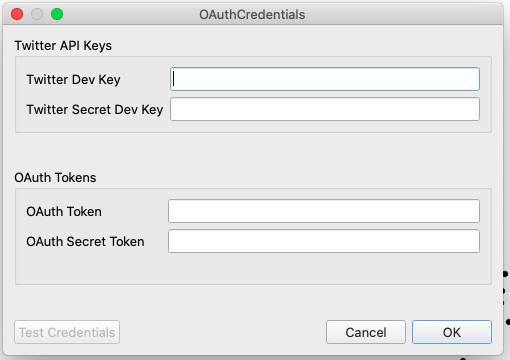 OAuthCredentials
Twitter API Keys
Twitter Dev Key
Twitter Secret Dev Key
OAuth Tokens
OAuth Token
OAuth Secret Token
Test Credentials Cancel OK